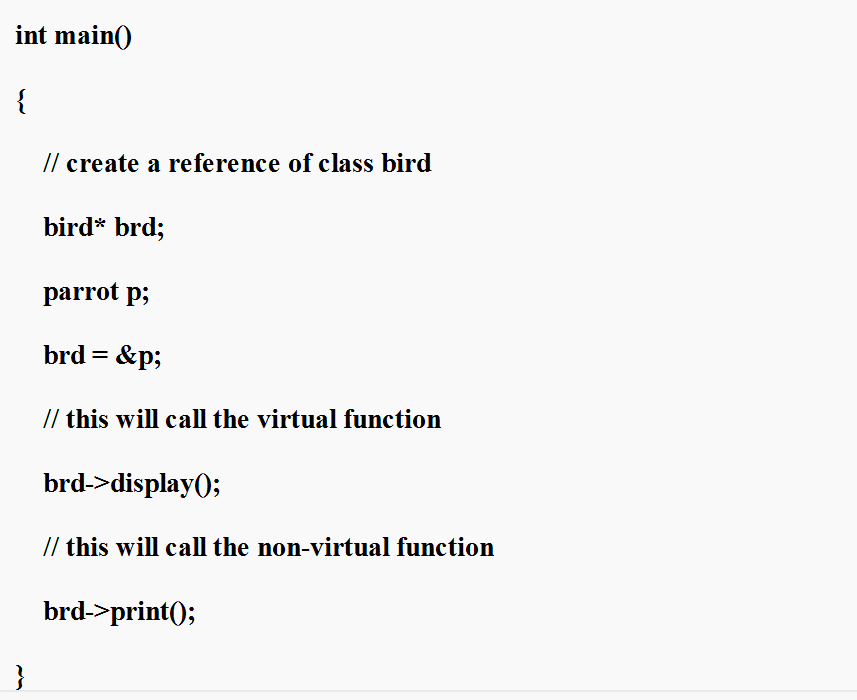 int main()
{
// create a reference of class bird
bird* brd;
parrot p;
brd = &p;
// this will call the virtual function
brd->display();
// this will call the non-virtual function
brd->print();
}